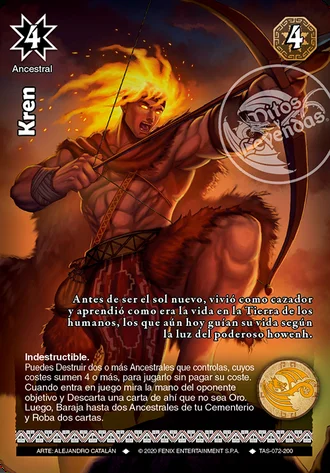 4
4
Ancestral
Kren
Mitos
y
Leyendas
Antes de ser el sol nuevo, vivió como cazador
y aprendió como era la vida en la Tierra de los
humanos, los que aún hoy guían su vida según
la luz del poderoso howenh.
Indestructible.
Puedes Destruir dos o más Ancestrales que controlas, cuyos
costes sumen 4 o más, para jugarlo sin pagar su coste.
Cuando entra en juego mira la mano del oponente
objetivo y Descarta una carta de ahí que no sea Oro.
Luego, Baraja hasta dos Ancestrales de tu Cementerio
y Roba dos cartas.
ARTE: ALEJANDRO CATALÁN © 2020 FENIX ENTERTAINMENT S.P.A. TAS-072-200